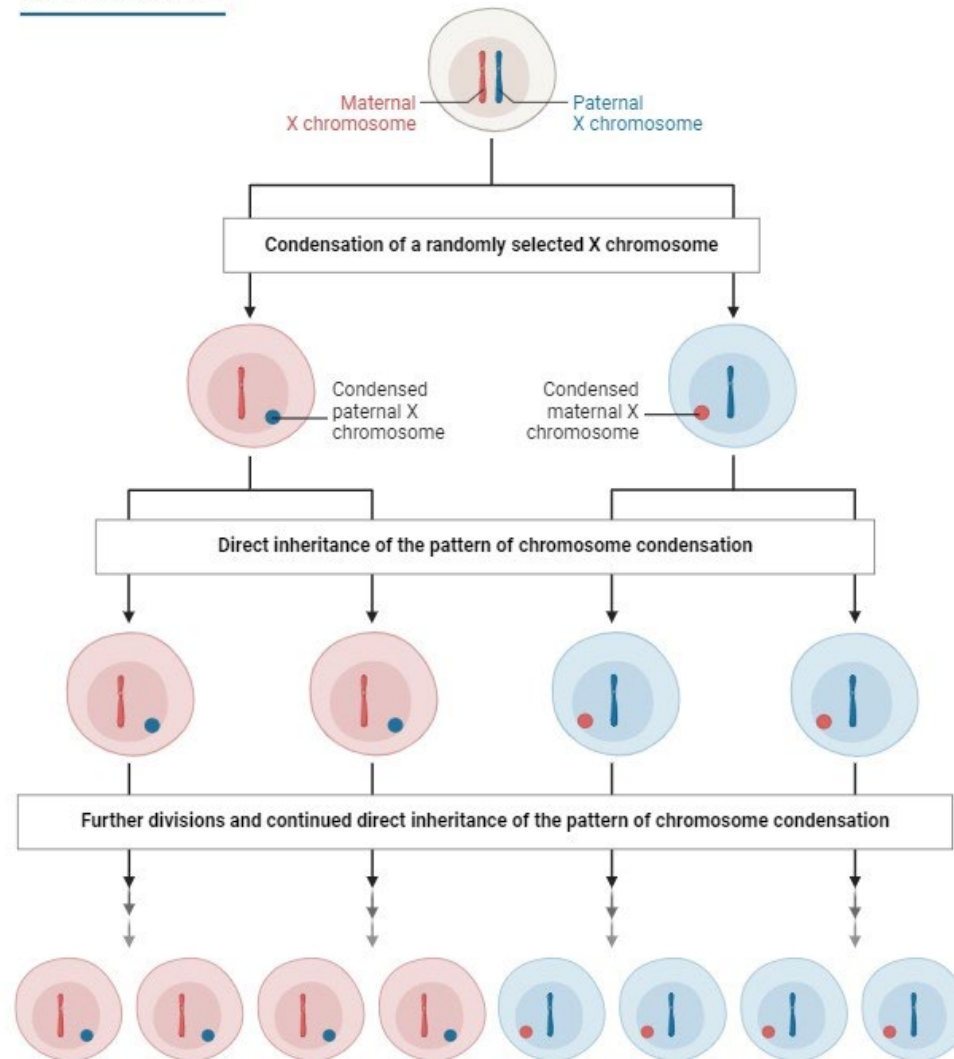 Maternal
X chromosome
Paternal
X chromosome
Condensation of a randomly selected X chromosome
Condensed
paternal X
chromosome
Condensed
maternal X
chromosome
Direct inheritance of the pattern of chromosome condensation
Further divisions and continued direct inheritance of the pattern of chromosome condensation